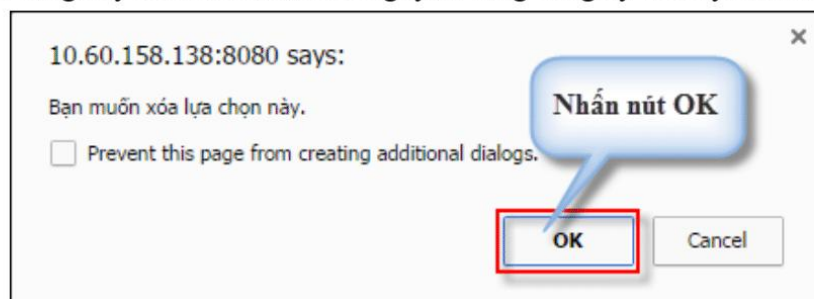 10.60.158.138:8080 says:
Bạn muốn xóa lựa chọn này.
Nhấn nút OK
Prevent this page from creating additional dialogs.
OK
Cancel